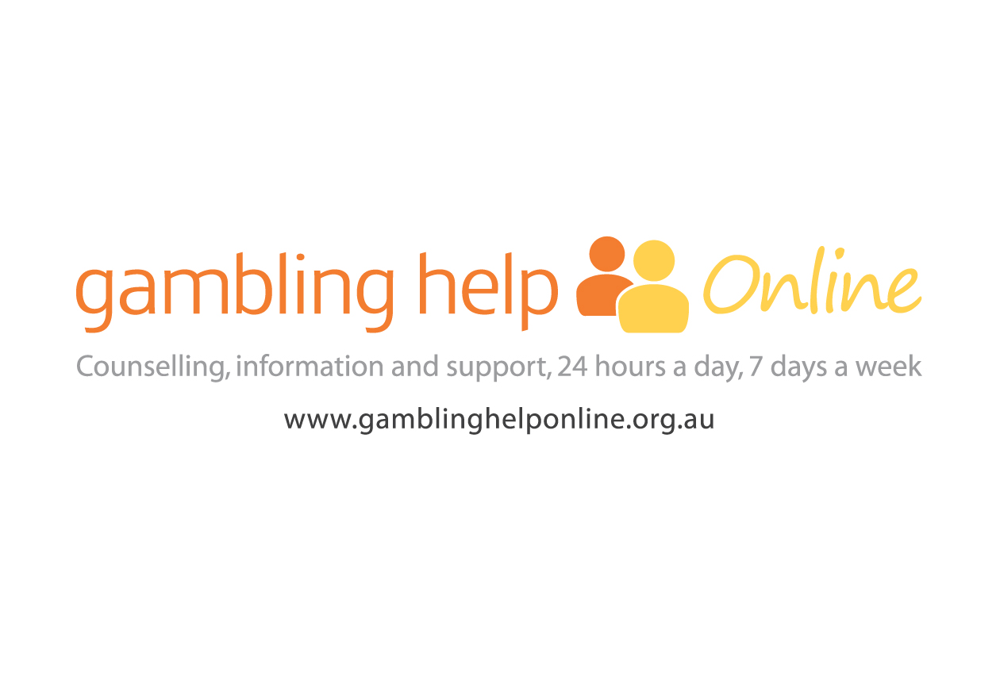 gambling help Online
Counselling, information and support, 24 hours a day, 7 days a week
www.gamblinghelponline.org.au